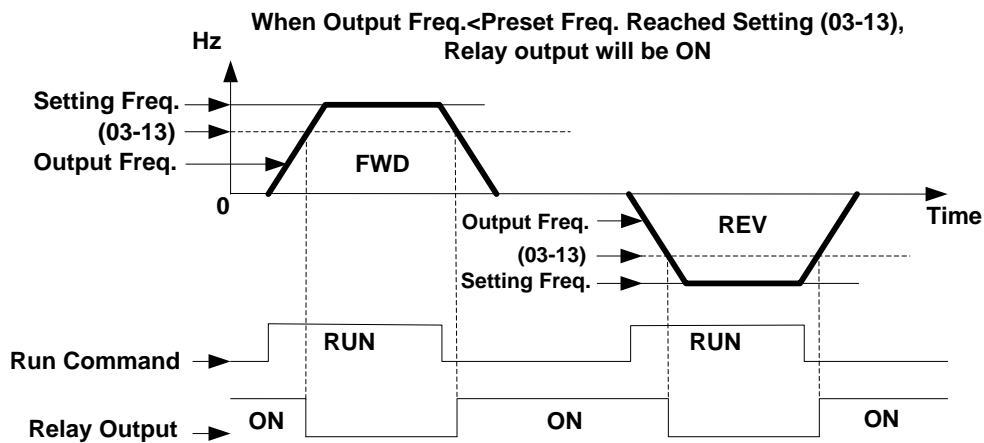 When Output Freq.<Preset Freq. Reached Setting (03-13),
Relay output will be ON
Hz
Setting Freq.
(03-13)
Output Freq.
FWD
0
Time
Output Freq.
REV
(03-13)
Setting Freq.
RUN
RUN
Run Command
ON
ON
ON
Relay Output